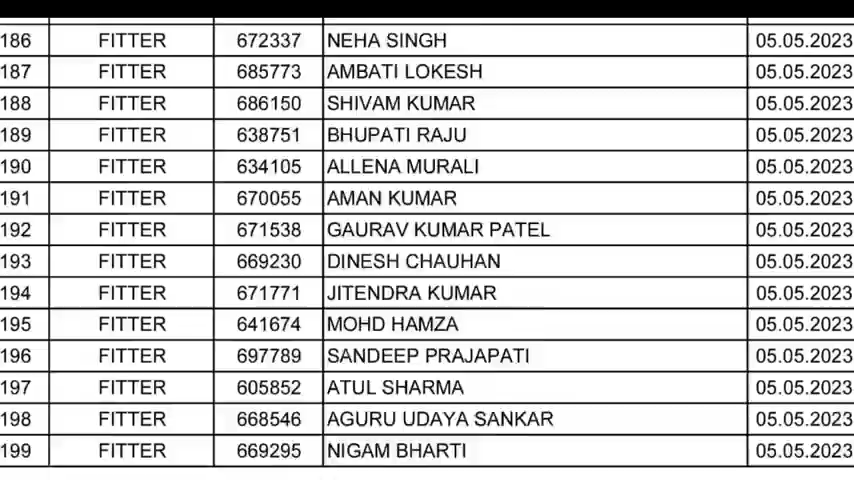 186 FITTER 672337 NEHA SINGH 05.05.2023
187 FITTER 685773 AMBATI LOKESH 05.05.2023
188 FITTER 686150 SHIVAM KUMAR 05.05.2023
189 FITTER 638751 BHUPATI RAJU 05.05.2023
190 FITTER 634105 ALLENA MURALI 05.05.2023
191 FITTER 670055 AMAN KUMAR 05.05.2023
192 FITTER 671538 GAURAV KUMAR PATEL 05.05.2023
193 FITTER 669230 DINESH CHAUHAN 05.05.2023
194 FITTER 671771 JITENDRA KUMAR 05.05.2023
195 FITTER 641674 MOHD HAMZA 05.05.2023
196 FITTER 697789 SANDEEP PRAJAPATI 05.05.2023
197 FITTER 605852 ATUL SHARMA 05.05.2023
198 FITTER 668546 AGURU UDAYA SANKAR 05.05.2023
199 FITTER 669295 NIGAM BHARTI 05.05.2023